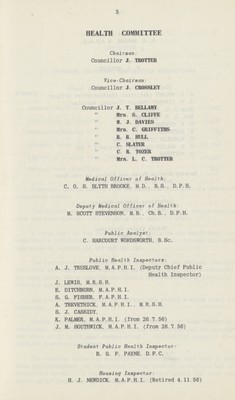 3
HEALTH COMMITTEE
Chairman:
Councillor J. TROTTER
Vice-Chairman:
Councillor J. CROSSLEY
Councillor J. T. BELLAMY
" Mrs. G. CLIFFE
" W. J. DAVIES
" Mrs. C. GRIFFITHS
" R. R. HULL
" C. SLATER
" C. R. TOZER
" Mrs. L. C. TROTTER
Medical Officer of Health:
C. O. S. BLYTH BROOKE, M.D., B.S., D.P.H.
Deputy Medical Officer of Health:
M. SCOTT STEVENSON, M.B., Ch.B., D.P.H.
Public Analyst:
C. HARCOURT WORDSWORTH, B.Sc.
Public Health Inspectors:
A. J. TRUSLOVE, M.A.P.H.I. (Deputy Chief Public
Health Inspector)
J. LEWIS, M.R.S.H.
E. DITCHBURN, M.A.P.H.I.
S. G. FISHER, F.A.P.H.I.
A. TREVETHICK, M.A.P.H.I., M.R.S.H.
S. J. CASSIDY
K. PALMER, M.A.P.H.I. (from 26.7.56)
J. M. SOUTHWICK, M.A.P.H.I. (from 26.7.56)
Student Public Health Inspector:
R. G. F. PAYNE, D.P.C.
Housing Inspector:
H. J. MENDICK, M.A.P.H.I. (Retired 4.11.56)